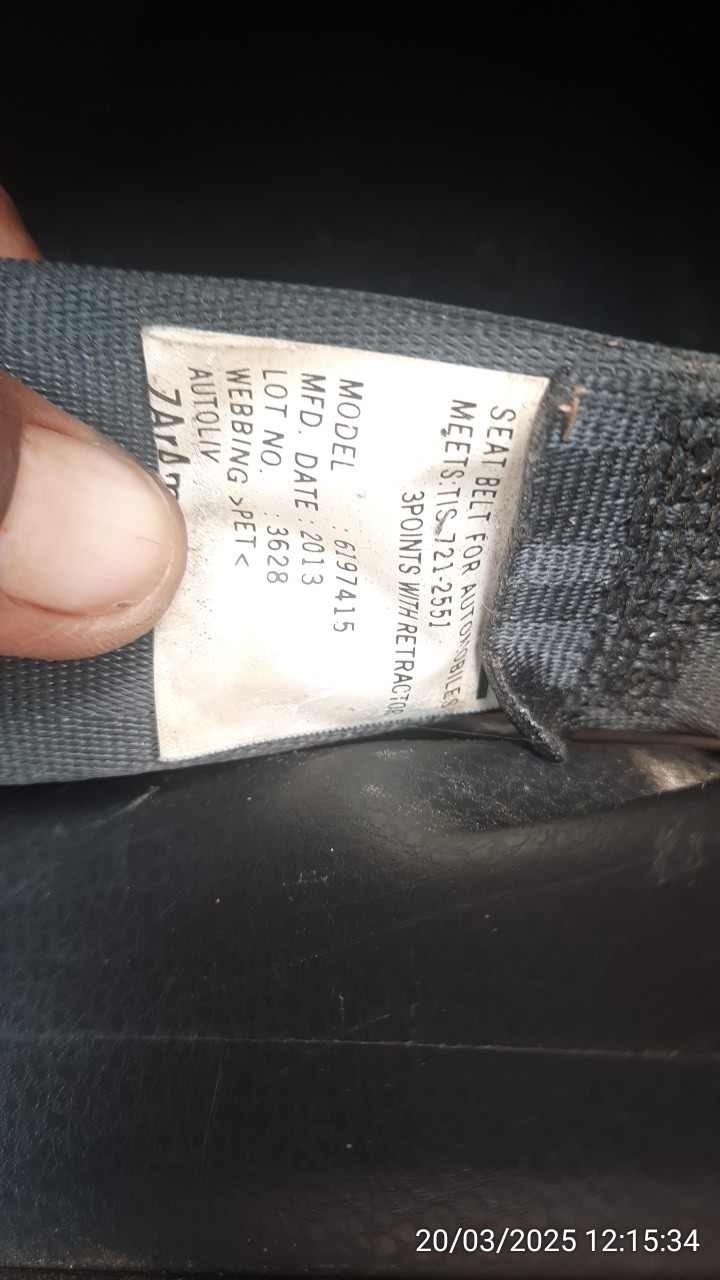 SEAT BELT FOR AUTOMOBILES
MEETS:TIS 721-2551
3POINTS WITH RETRACTOR
MODEL : 6197415
MFD. DATE : 2013
LOT NO. : 3628
WEBBING >PET<
AUTOLIV
20/03/2025 12:15:34